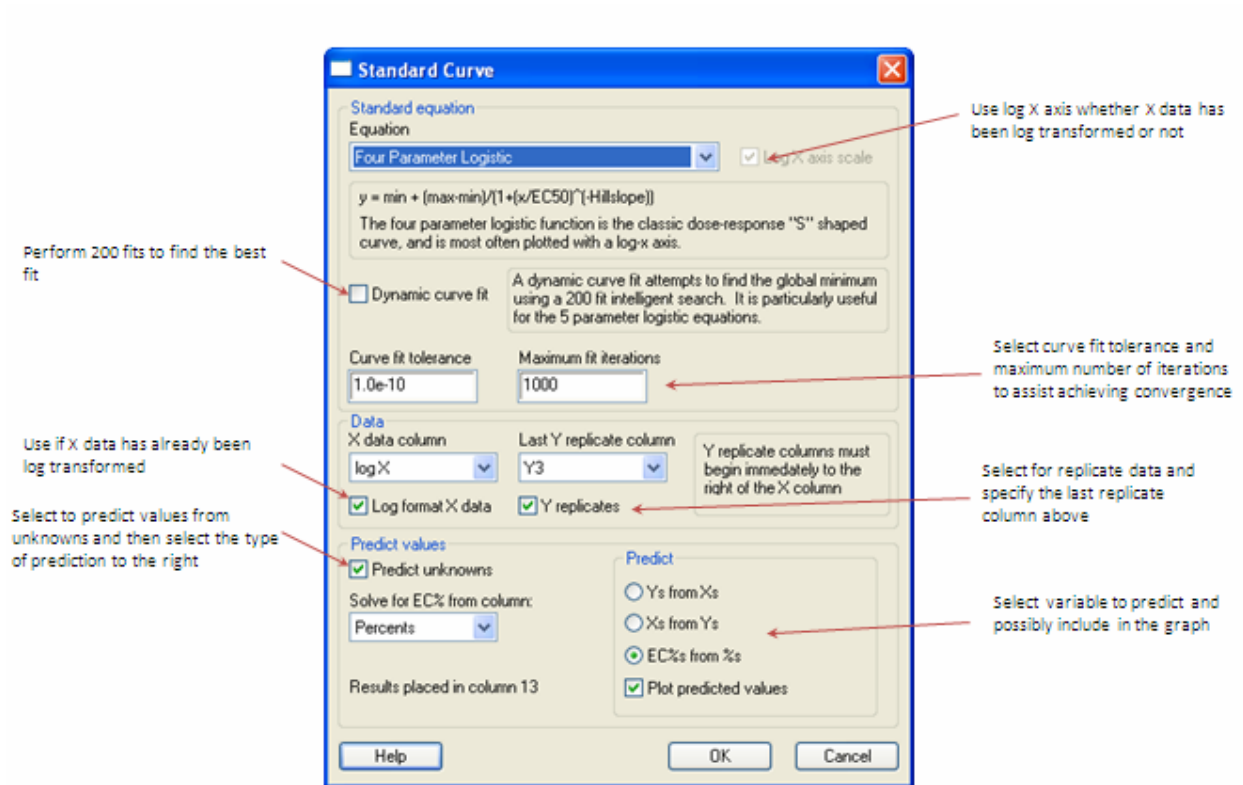 Standard Curve
Standard equation
Equation
Four Parameter Logistic
Log X axis scale
y = min + (max-min)/(1+(x/EC50)^(-Hillslope))
The four parameter logistic function is the classic dose-response "S" shaped
curve, and is most often plotted with a log-x axis.
Dynamic curve fit
A dynamic curve fit attempts to find the global minimum
using a 200 fit intelligent search. It is particularly useful
for the 5 parameter logistic equations.
Curve fit tolerance
Maximum fit iterations
1.0e-10
1000
Data
X data column
Last Y replicate column
log X
Y3
Y replicate columns must
begin immediately to the
right of the X column
Log format X data
Y replicates
Predict values
Predict unknowns
Solve for EC% from column:
Percents
Results placed in column 13
Predict
Ys from Xs
Xs from Ys
EC%s from %s
Plot predicted values
Help
OK
Cancel
Use log X axis whether X data has
been log transformed or not
Perform 200 fits to find the best
fit
Select curve fit tolerance and
maximum number of iterations
to assist achieving convergence
Use if X data has already been
log transformed
Select for replicate data and
specify the last replicate
column above
Select to predict values from
unknowns and then select the type
of prediction to the right
Select variable to predict and
possibly include in the graph